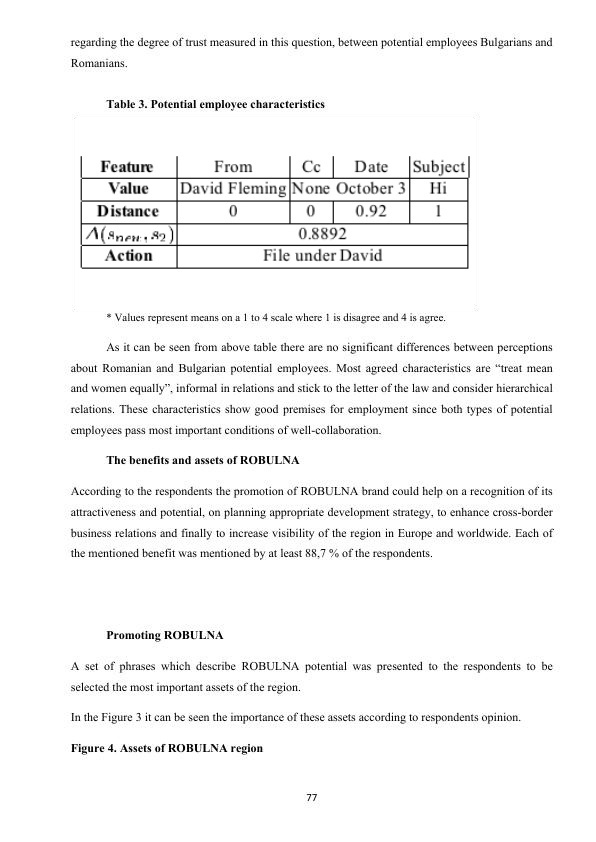 regarding the degree of trust measured in this question, between potential employees Bulgarians and
Romanians.
Table 3. Potential employee characteristics
Feature From Cc Date Subject
Value David Fleming None October 3 Hi
Distance 0 0 0.92 1
Λ(s_new, s_2) 0.8892
Action File under David
* Values represent means on a 1 to 4 scale where 1 is disagree and 4 is agree.
As it can be seen from above table there are no significant differences between perceptions
about Romanian and Bulgarian potential employees. Most agreed characteristics are “treat mean
and women equally”, informal in relations and stick to the letter of the law and consider hierarchical
relations. These characteristics show good premises for employment since both types of potential
employees pass most important conditions of well-collaboration.
The benefits and assets of ROBULNA
According to the respondents the promotion of ROBULNA brand could help on a recognition of its
attractiveness and potential, on planning appropriate development strategy, to enhance cross-border
business relations and finally to increase visibility of the region in Europe and worldwide. Each of
the mentioned benefit was mentioned by at least 88,7 % of the respondents.
Promoting ROBULNA
A set of phrases which describe ROBULNA potential was presented to the respondents to be
selected the most important assets of the region.
In the Figure 3 it can be seen the importance of these assets according to respondents opinion.
Figure 4. Assets of ROBULNA region
77